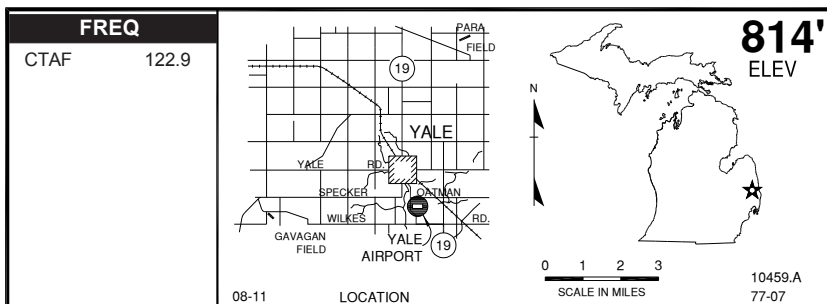 FREQ
CTAF 122.9
PARA
FIELD
19
YALE
YALE RD.
SPECKER OATMAN
WILKES RD.
GAVAGAN
FIELD
YALE
AIRPORT
19
08-11 LOCATION
814'
ELEV
N
0 1 2 3
SCALE IN MILES
10459.A
77-07